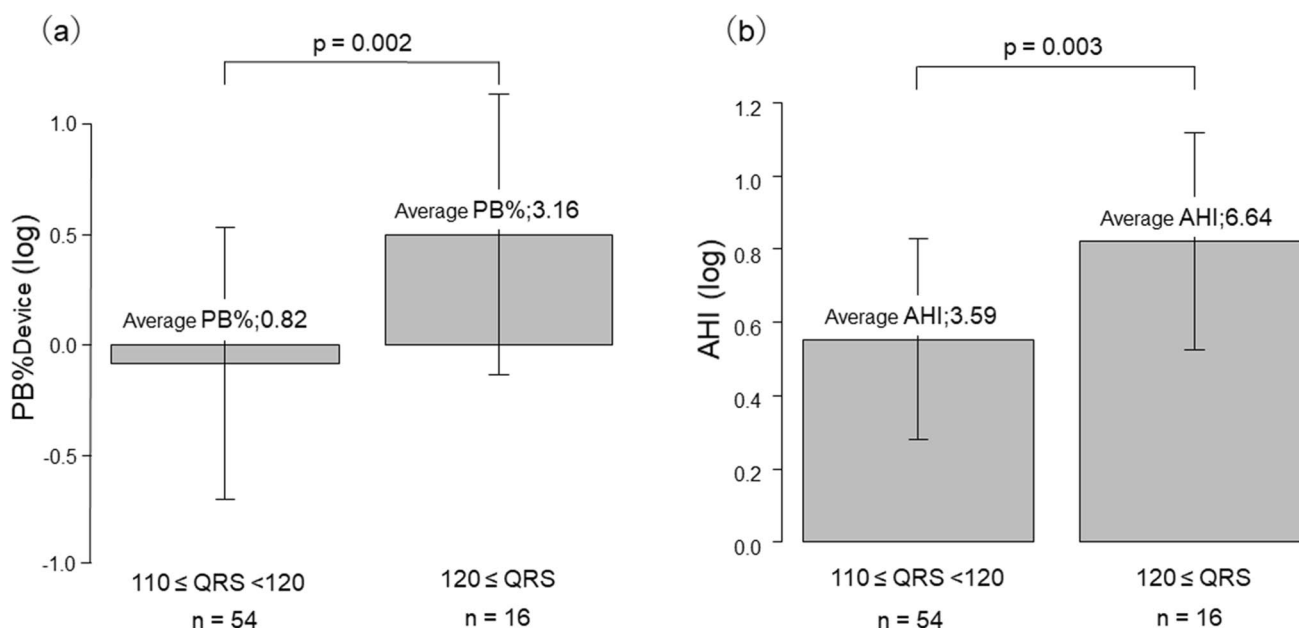 (a)
p = 0.002
PB%Device (log)
1.0
0.5
0.0
-0.5
-1.0
Average PB%;0.82
Average PB%;3.16
110 ≤ QRS <120
120 ≤ QRS
n = 54
n = 16
(b)
p = 0.003
AHI (log)
1.2
1.0
0.8
0.6
0.4
0.2
0.0
Average AHI;3.59
Average AHI;6.64
110 ≤ QRS <120
120 ≤ QRS
n = 54
n = 16